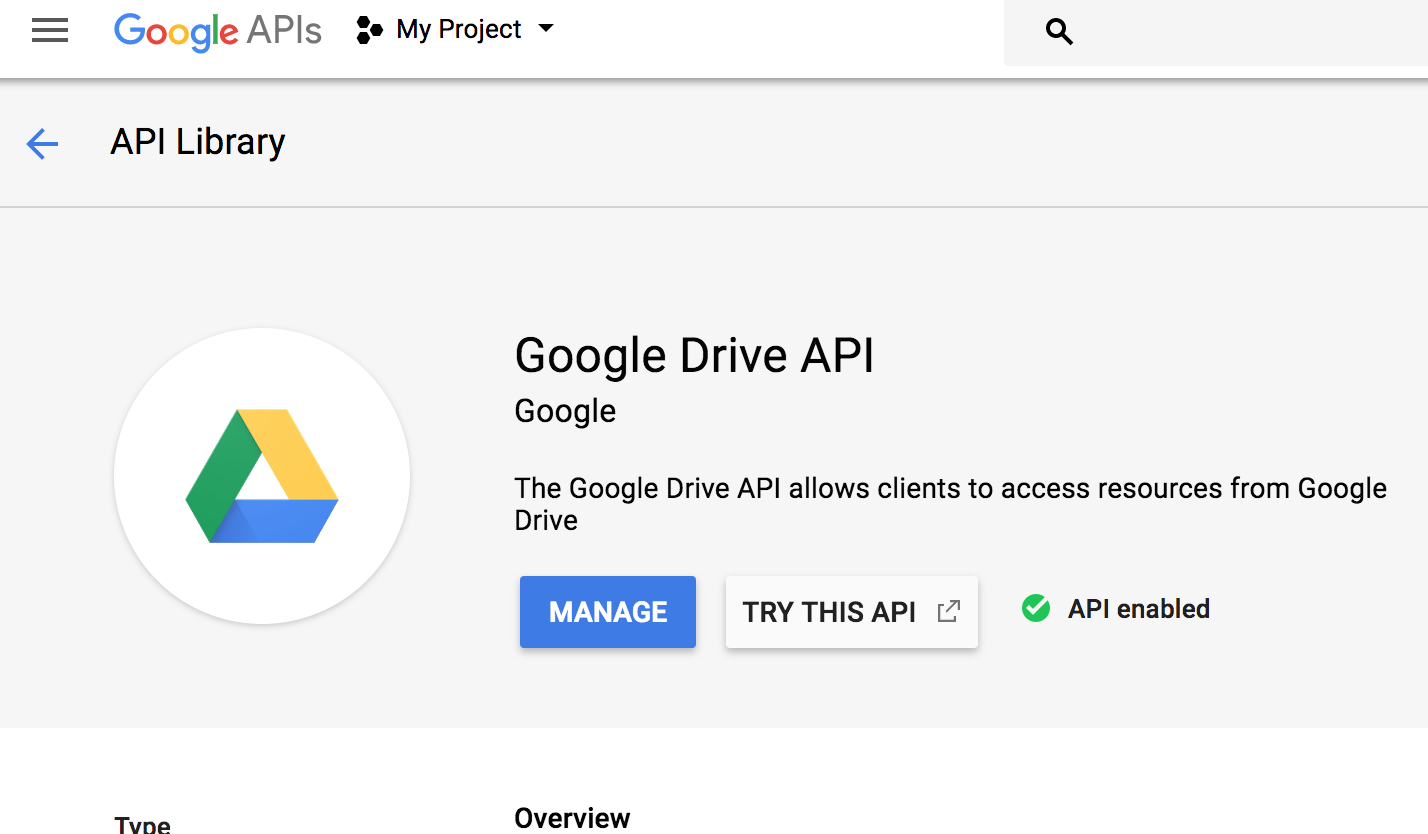 Google APIs My Project
API Library
Google Drive API
Google
The Google Drive API allows clients to access resources from Google
Drive
MANAGE TRY THIS API API enabled
Type Overview